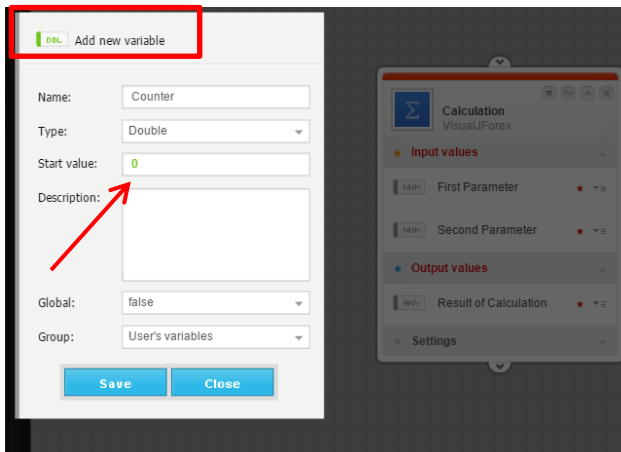 DBL Add new variable
Name: Counter
Type: Double
Start value: 0
Description:
Global: false
Group: User's variables
Save Close
Σ Calculation
VisualJForex
Input values
NUM First Parameter
NUM Second Parameter
Output values
ANY Result of Calculation
Settings